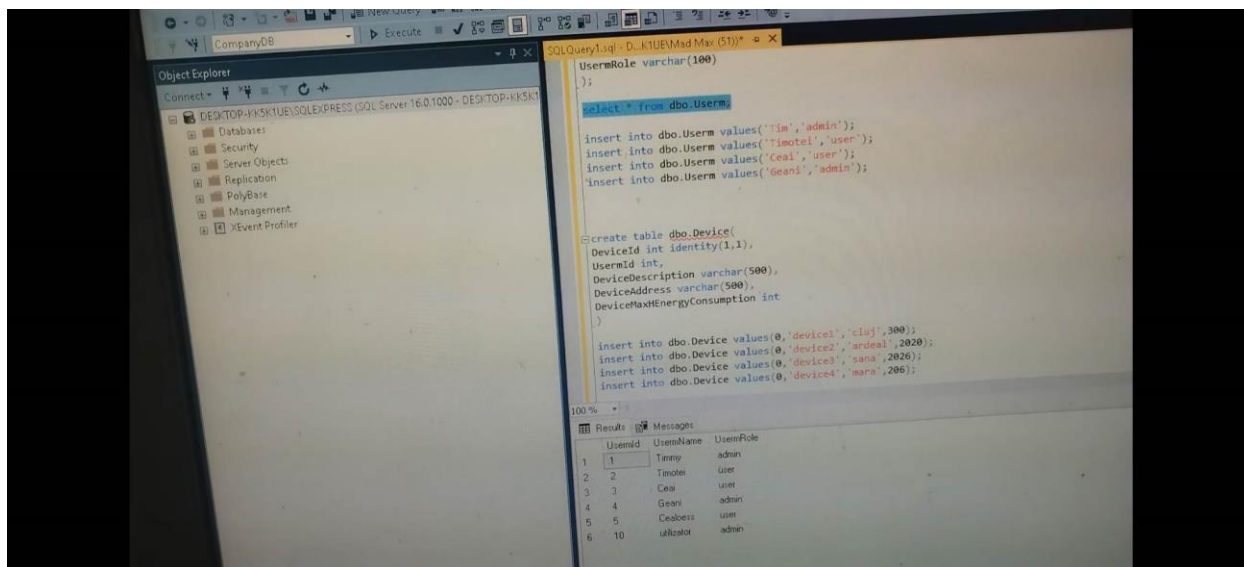 New Query
CompanyDB
Execute
Object Explorer
Connect
DESKTOP-KK5K1UE\SQLEXPRESS (SQL Server 16.0.1000 - DESKTOP-KK5K1
Databases
Security
Server Objects
Replication
PolyBase
Management
XEvent Profiler
SQLQuery1.sql - D...K1UE\Mad Max (51))*
UsermRole varchar(100)
);
select * from dbo.Userm;
insert into dbo.Userm values('Tim','admin');
insert into dbo.Userm values('Timotei','user');
insert into dbo.Userm values('Ceai','user');
insert into dbo.Userm values('Geani','admin');
create table dbo.Device(
DeviceId int identity(1,1),
UsermId int,
DeviceDescription varchar(500),
DeviceAddress varchar(500),
DeviceMaxHEnergyConsumption int
)
insert into dbo.Device values(0,'device1','cluj',300);
insert into dbo.Device values(0,'device2','ardeal',2020);
insert into dbo.Device values(0,'device3','sana',2026);
insert into dbo.Device values(0,'device4','mara',206);
100 %
Results Messages
UsermId UsermName UsermRole
1 1 Timmy admin
2 2 Timotei user
3 3 Ceai user
4 4 Geani admin
5 5 user
6 10 utilizator admin